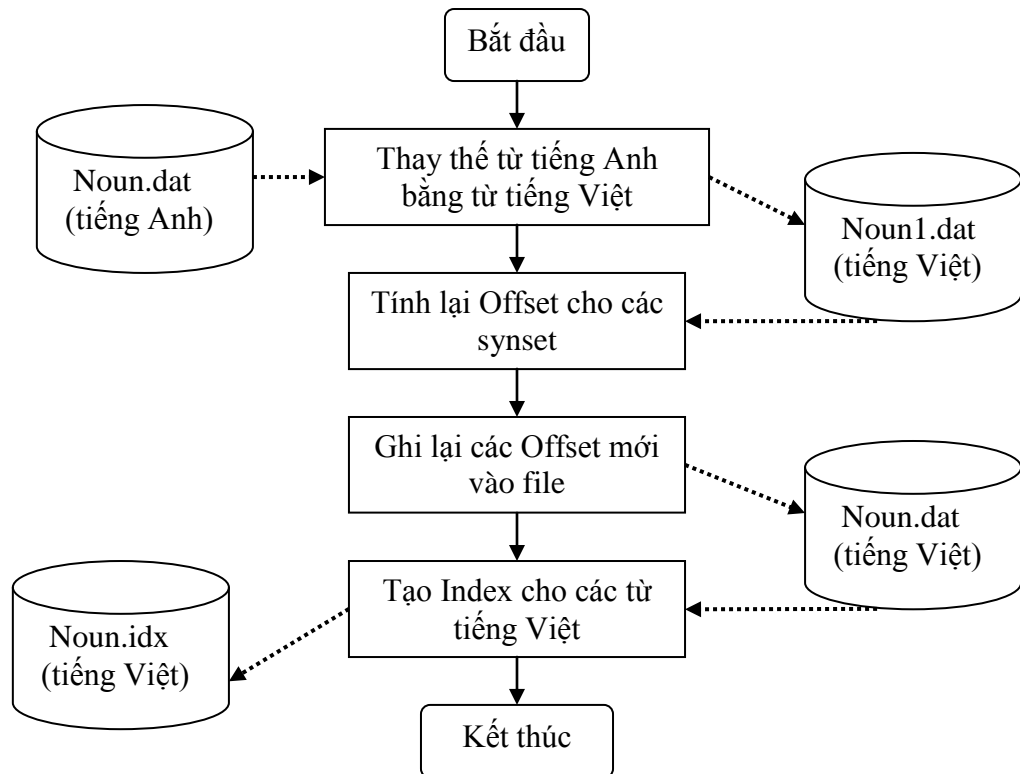 Bắt đầu
Noun.dat
(tiếng Anh)
Thay thế từ tiếng Anh
bằng từ tiếng Việt
Noun1.dat
(tiếng Việt)
Tính lại Offset cho các
synset
Ghi lại các Offset mới
vào file
Noun.dat
(tiếng Việt)
Tạo Index cho các từ
tiếng Việt
Noun.idx
(tiếng Việt)
Kết thúc